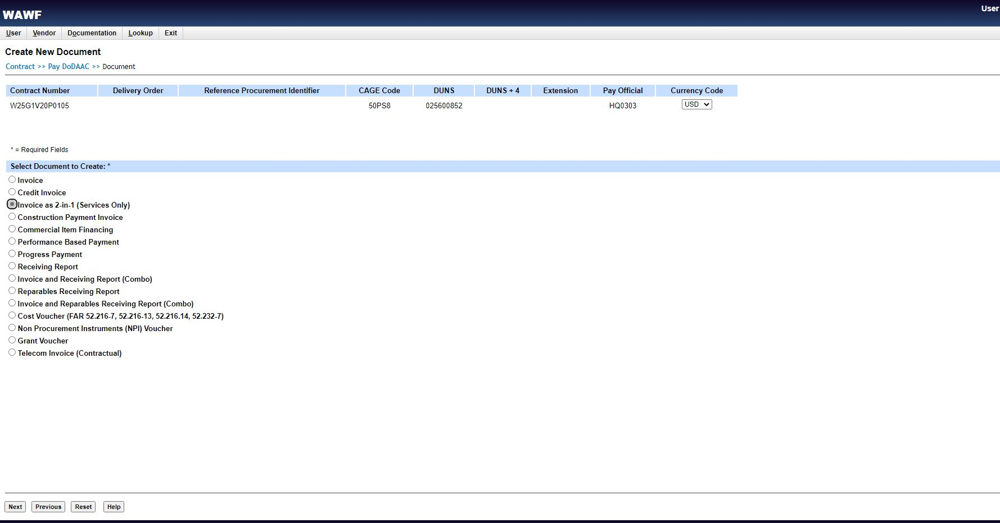 WAWF
User
User Vendor Documentation Lookup Exit
Create New Document
Contract >> Pay DoDAAC >> Document
Contract Number Delivery Order Reference Procurement Identifier CAGE Code DUNS DUNS + 4 Extension Pay Official Currency Code
W25G1V20P0105 50PS8 025600852 HQ0303 USD
* = Required Fields
Select Document to Create: *
Invoice
Credit Invoice
Invoice as 2-in-1 (Services Only)
Construction Payment Invoice
Commercial Item Financing
Performance Based Payment
Progress Payment
Receiving Report
Invoice and Receiving Report (Combo)
Reparables Receiving Report
Invoice and Reparables Receiving Report (Combo)
Cost Voucher (FAR 52.216-7, 52.216-13, 52.216.14, 52.232-7)
Non Procurement Instruments (NPI) Voucher
Grant Voucher
Telecom Invoice (Contractual)
Next Previous Reset Help